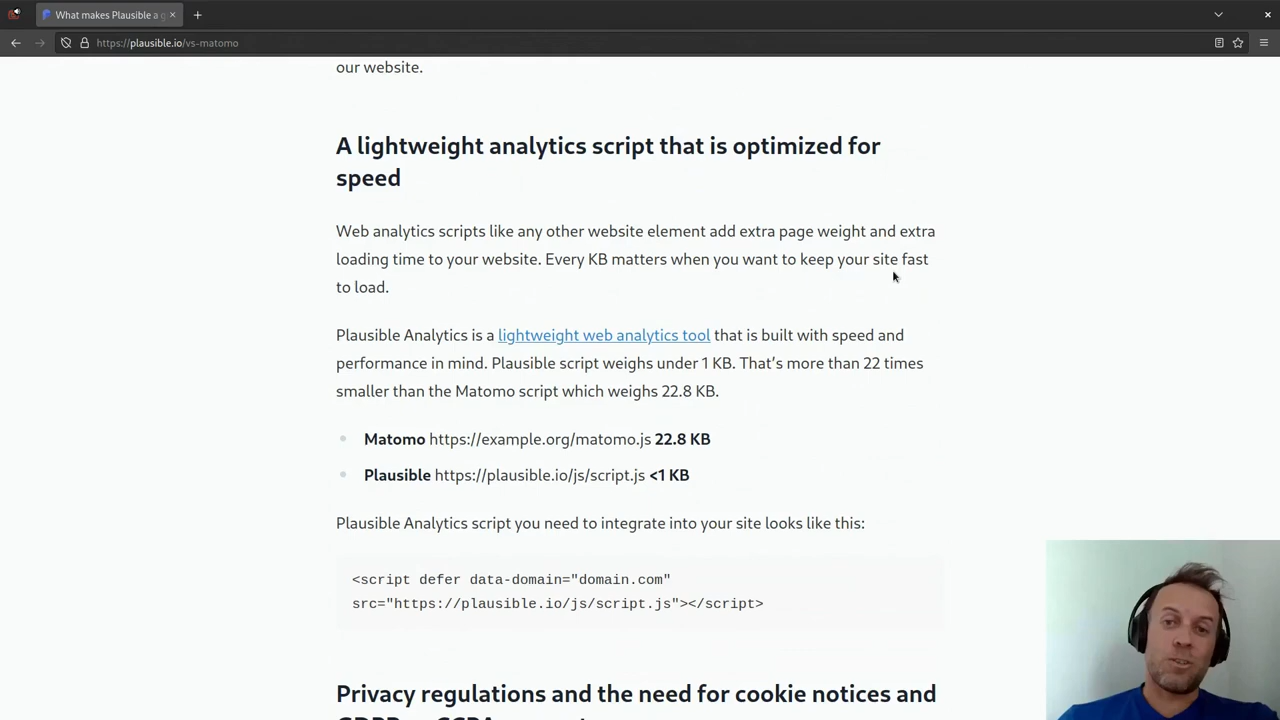 What makes Plausible a g
https://plausible.io/vs-matomo
our website.
A lightweight analytics script that is optimized for
speed
Web analytics scripts like any other website element add extra page weight and extra
loading time to your website. Every KB matters when you want to keep your site fast
to load.
Plausible Analytics is a lightweight web analytics tool that is built with speed and
performance in mind. Plausible script weighs under 1 KB. That’s more than 22 times
smaller than the Matomo script which weighs 22.8 KB.
Matomo https://example.org/matomo.js 22.8 KB
Plausible https://plausible.io/js/script.js <1 KB
Plausible Analytics script you need to integrate into your site looks like this:
<script defer data-domain="domain.com"
src="https://plausible.io/js/script.js"></script>
Privacy regulations and the need for cookie notices and